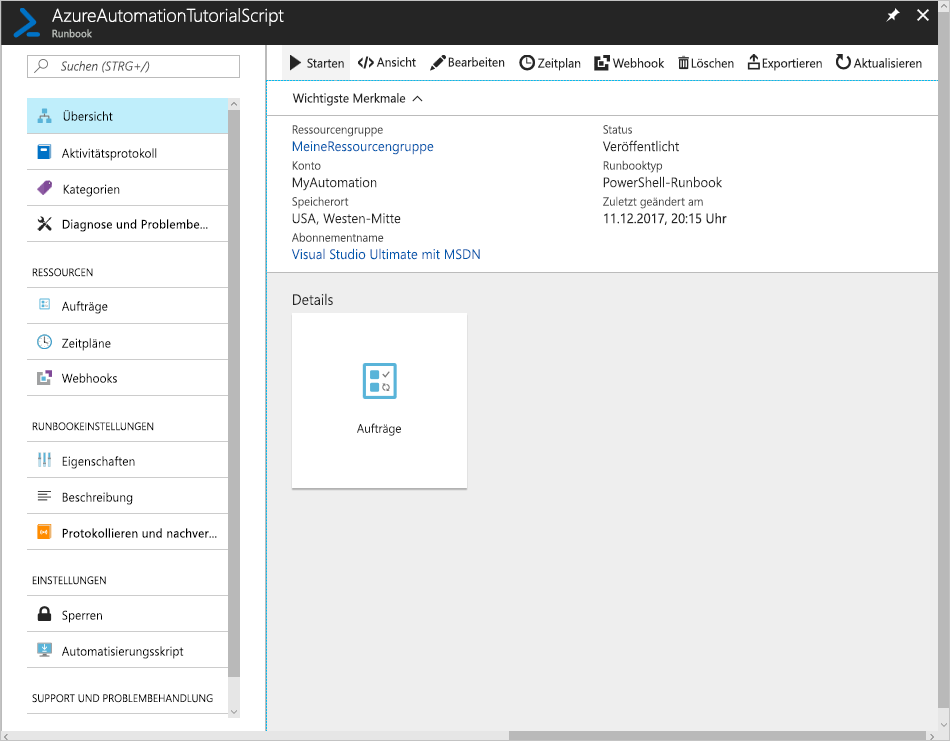 AzureAutomationTutorialScript
Runbook
Suchen (STRG+/)
Übersicht
Aktivitätsprotokoll
Kategorien
Diagnose und Problembe...
RESSOURCEN
Aufträge
Zeitpläne
Webhooks
RUNBOOKEINSTELLUNGEN
Eigenschaften
Beschreibung
Protokollieren und nachver...
EINSTELLUNGEN
Sperren
Automatisierungsskript
SUPPORT UND PROBLEMBEHANDLUNG
Starten Ansicht Bearbeiten Zeitplan Webhook Löschen Exportieren Aktualisieren
Wichtigste Merkmale
Ressourcengruppe
MeineRessourcengruppe
Konto
MyAutomation
Speicherort
USA, Westen-Mitte
Abonnementname
Visual Studio Ultimate mit MSDN
Status
Veröffentlicht
Runbooktyp
PowerShell-Runbook
Zuletzt geändert am
11.12.2017, 20:15 Uhr
Details
Aufträge